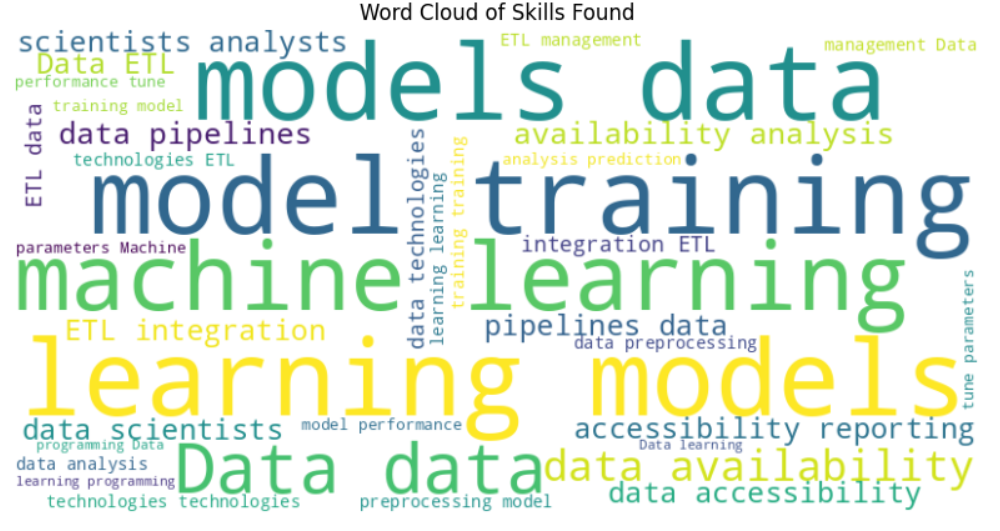 Word Cloud of Skills Found
scientists analysts
ETL management
management Data
Data ETL
models data
performance tune
training model
ETL data
data pipelines
availability analysis
technologies ETL
data technologies
learning learning
training training
analysis prediction
model training
parameters Machine
integration ETL
machine learning
tune parameters
ETL integration
pipelines data
data preprocessing
learning models
data scientists
model performance
accessibility reporting
programming Data
Data learning
data analysis
Data data
data availability
learning programming
data accessibility
technologies technologies
preprocessing model